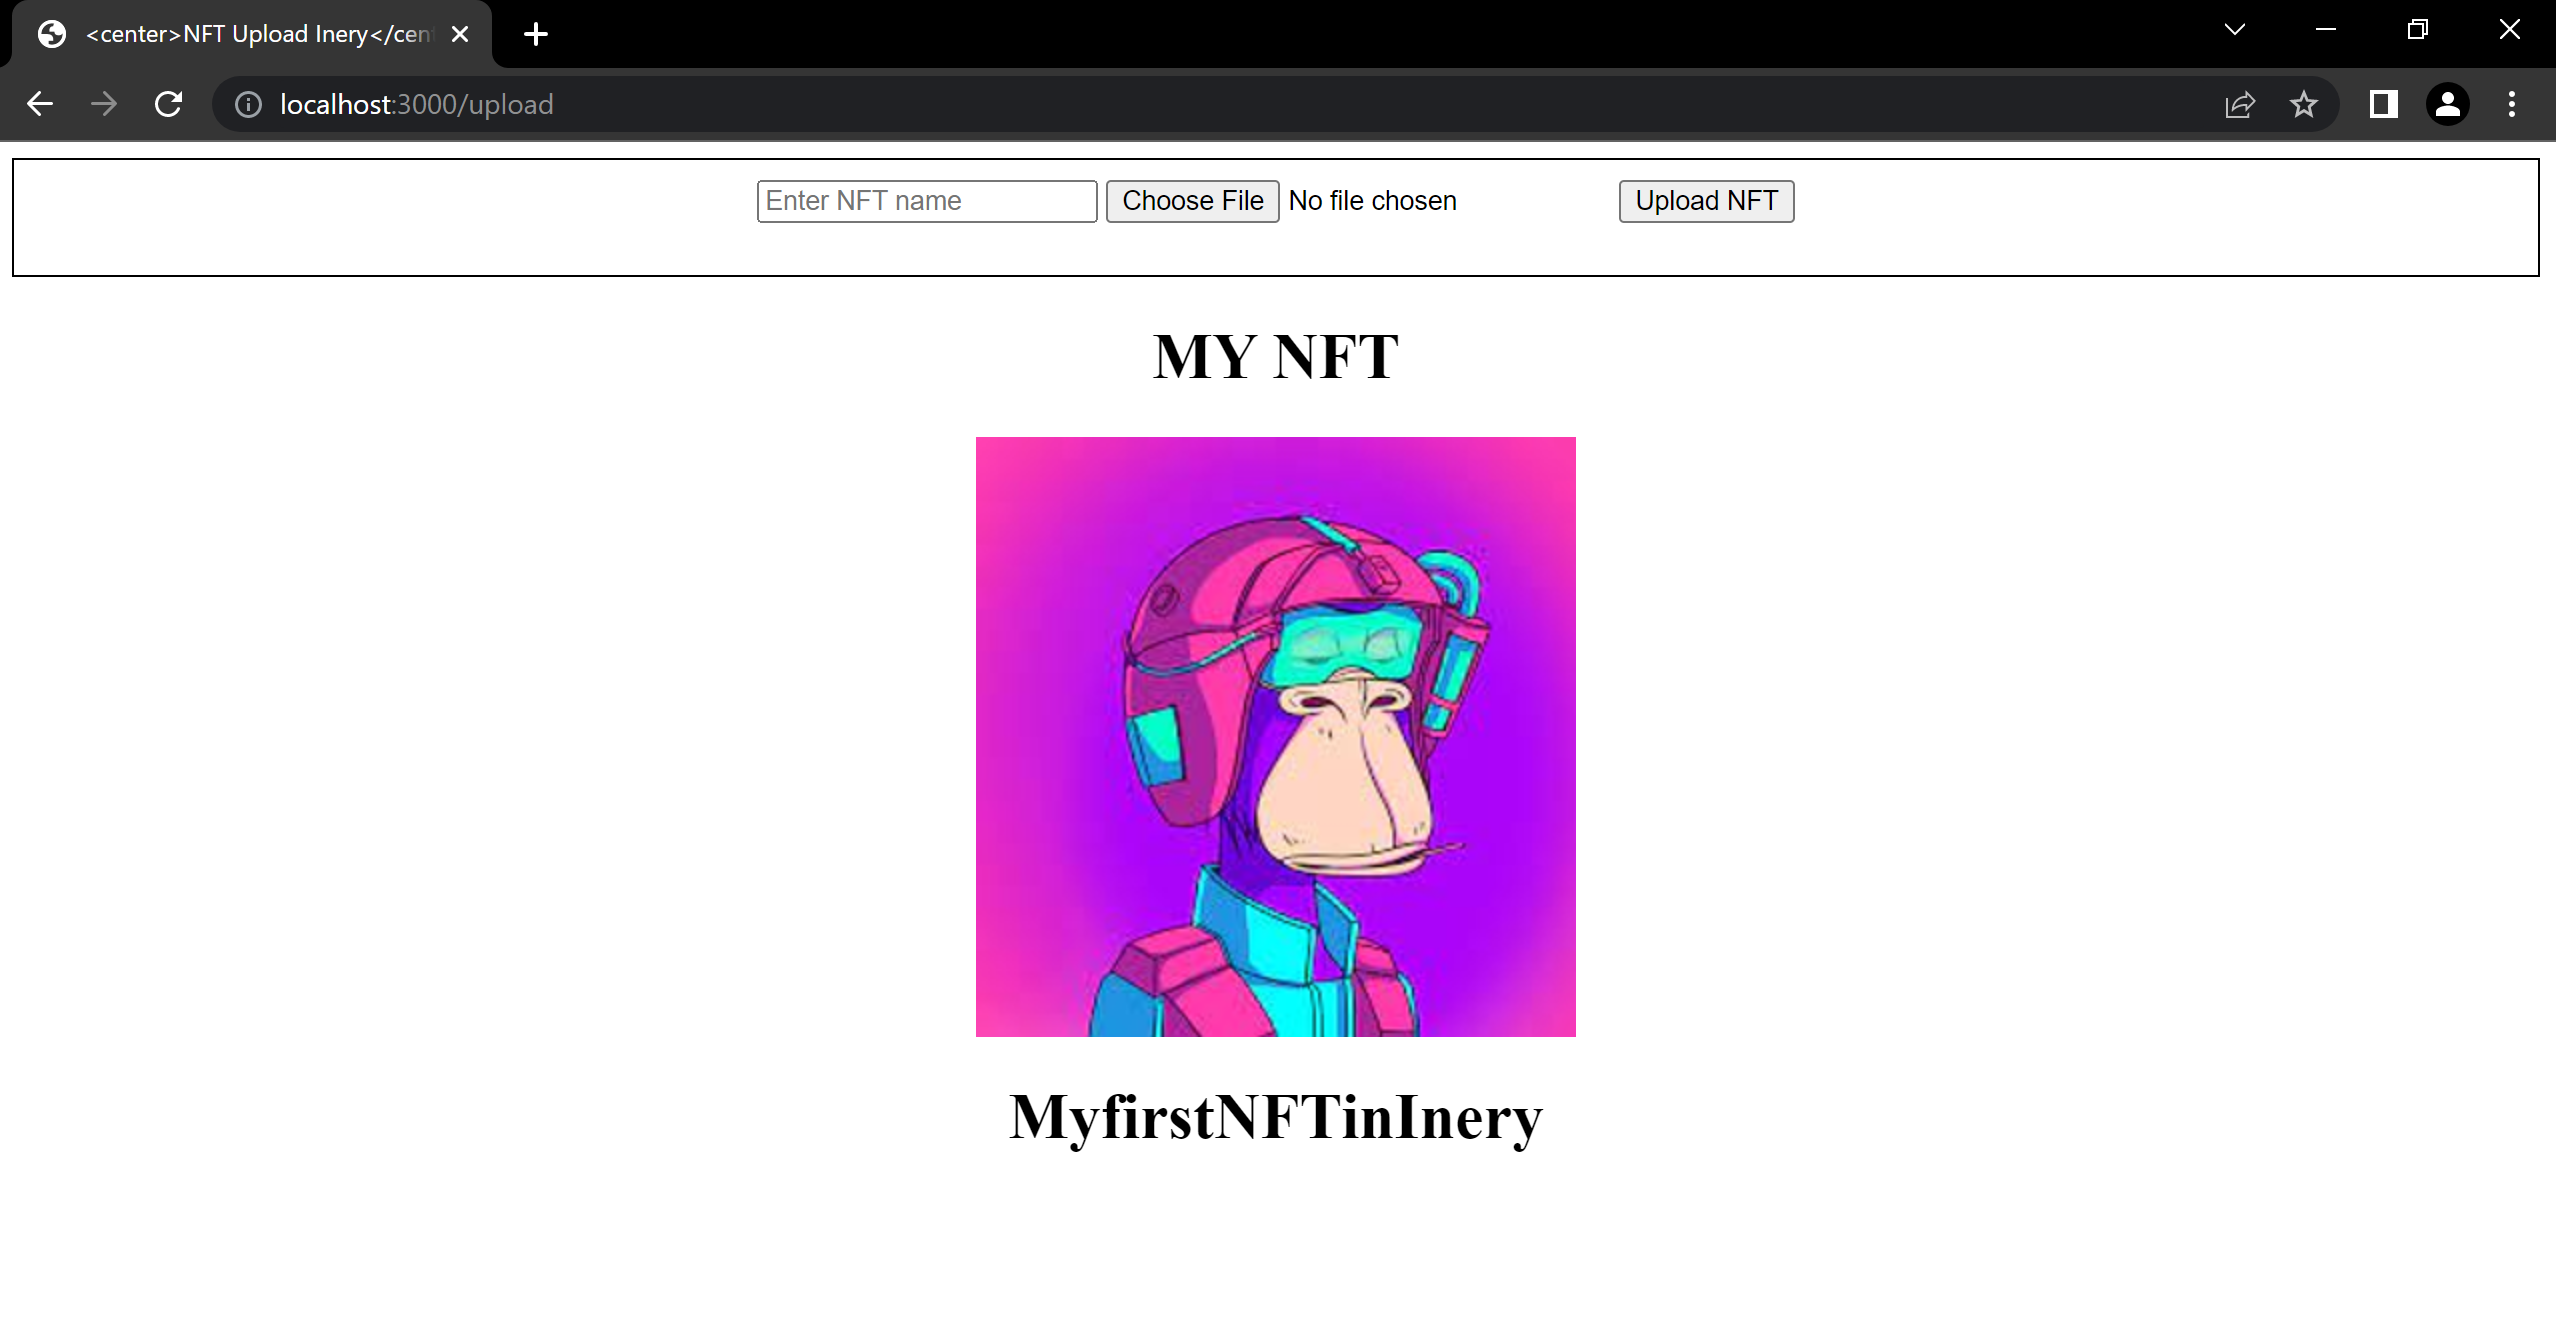 <center>NFT Upload Inery</cen
localhost:3000/upload
Enter NFT name Choose File No file chosen Upload NFT
MY NFT
MyfirstNFTinInery